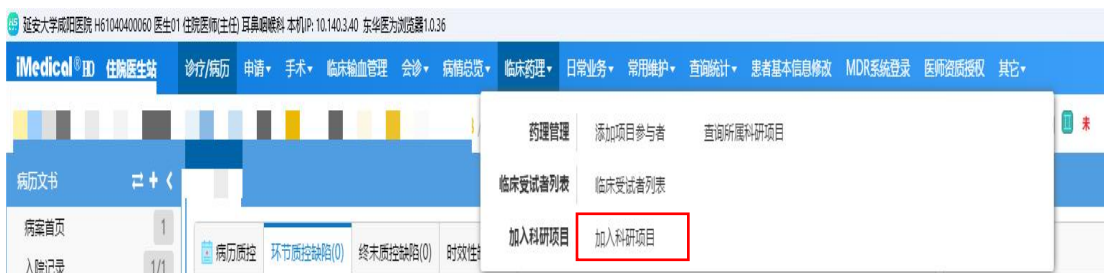 延安大学咸阳医院 H61040400060 医生01 住院医师(主任) 耳鼻咽喉科 本机IP: 10.140.3.40 东华医为浏览器1.0.36
iMedical®HD 住院医生站 诊疗/病历 申请 手术 临床输血管理 会诊 病情总览 临床药理 日常业务 常用维护 查询统计 患者基本信息修改 MDR系统登录 医师资质授权 其它
药理管理 添加项目参与者 查询所属科研项目
未
病历文书
临床受试者列表 临床受试者列表
病案首页 1
加入科研项目 加入科研项目
病历质控 环节质控缺陷(0) 终末质控缺陷(0) 时效性
入院记录 1/1